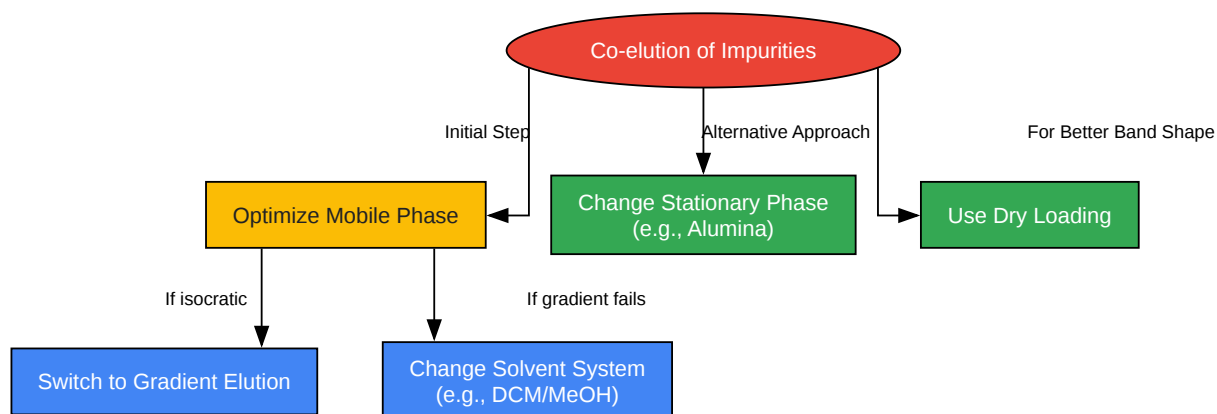 Co-elution of Impurities
Initial Step
Alternative Approach
For Better Band Shape
Optimize Mobile Phase
Change Stationary Phase
(e.g., Alumina)
Use Dry Loading
If isocratic
If gradient fails
Switch to Gradient Elution
Change Solvent System
(e.g., DCM/MeOH)